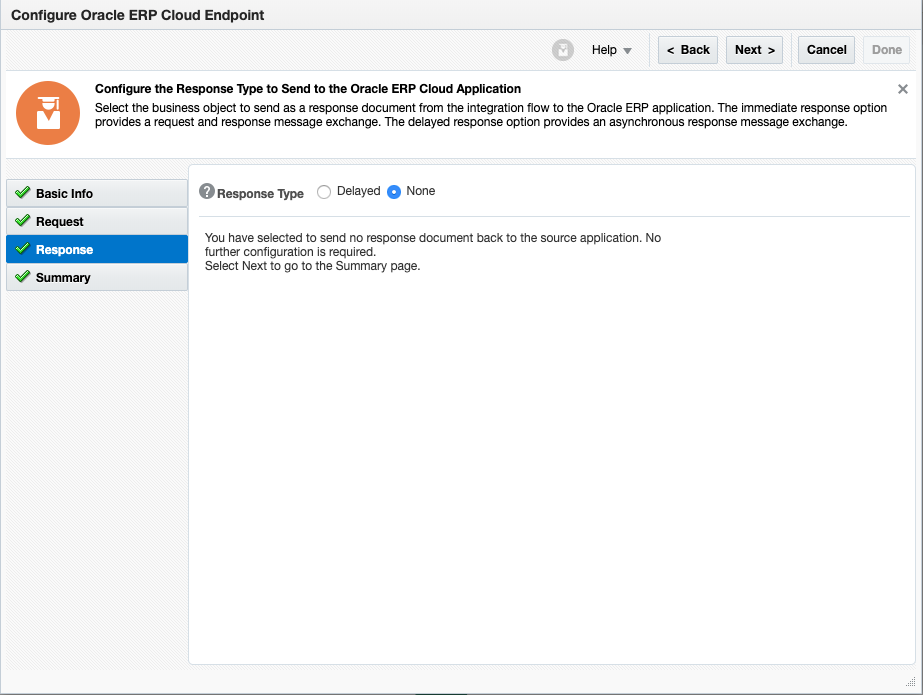 Configure Oracle ERP Cloud Endpoint
Help
< Back
Next >
Cancel
Done
Configure the Response Type to Send to the Oracle ERP Cloud Application
Select the business object to send as a response document from the integration flow to the Oracle ERP application. The immediate response option
provides a request and response message exchange. The delayed response option provides an asynchronous response message exchange.
Basic Info
Request
Response
Summary
? Response Type Delayed None
You have selected to send no response document back to the source application. No
further configuration is required.
Select Next to go to the Summary page.